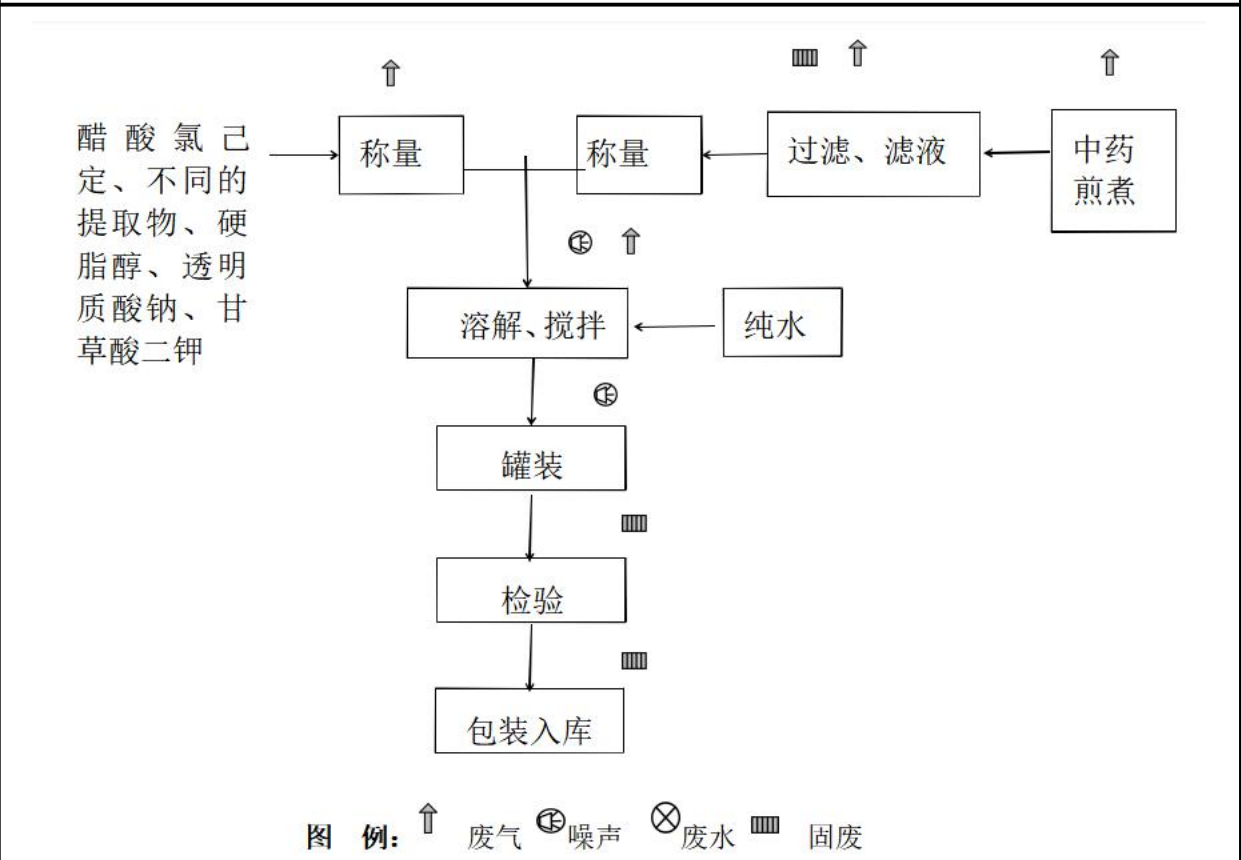 醋酸氯己
定、不同的
提取物、硬
脂醇、透明
质酸钠、甘
草酸二钾
称量
称量
过滤、滤液
中药
煎煮
溶解、搅拌
纯水
罐装
检验
包装入库
图 例： 废气 噪声 废水 固废